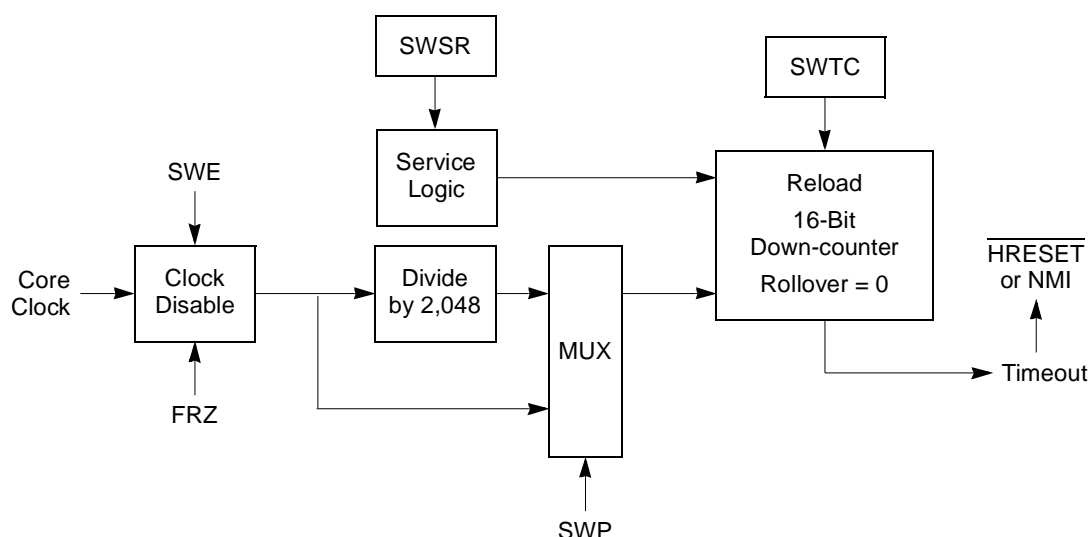 SWSR
SWTC
Service
Logic
SWE
Reload
16-Bit
Down-counter
Rollover = 0
HRESET
or NMI
Core
Clock
Clock
Disable
Divide
by 2,048
MUX
Timeout
FRZ
SWP